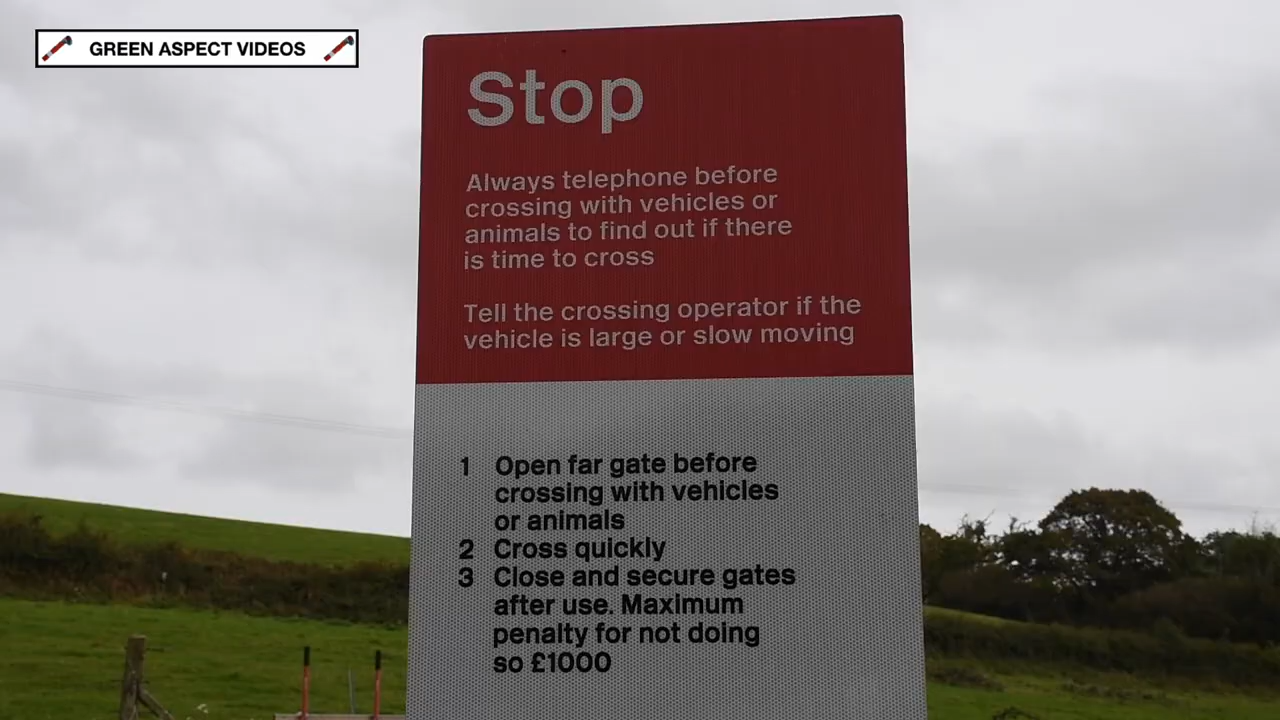 GREEN ASPECT VIDEOS
Stop
Always telephone before
crossing with vehicles or
animals to find out if there
is time to cross
Tell the crossing operator if the
vehicle is large or slow moving
1 Open far gate before
crossing with vehicles
or animals
2 Cross quickly
3 Close and secure gates
after use. Maximum
penalty for not doing
so £1000